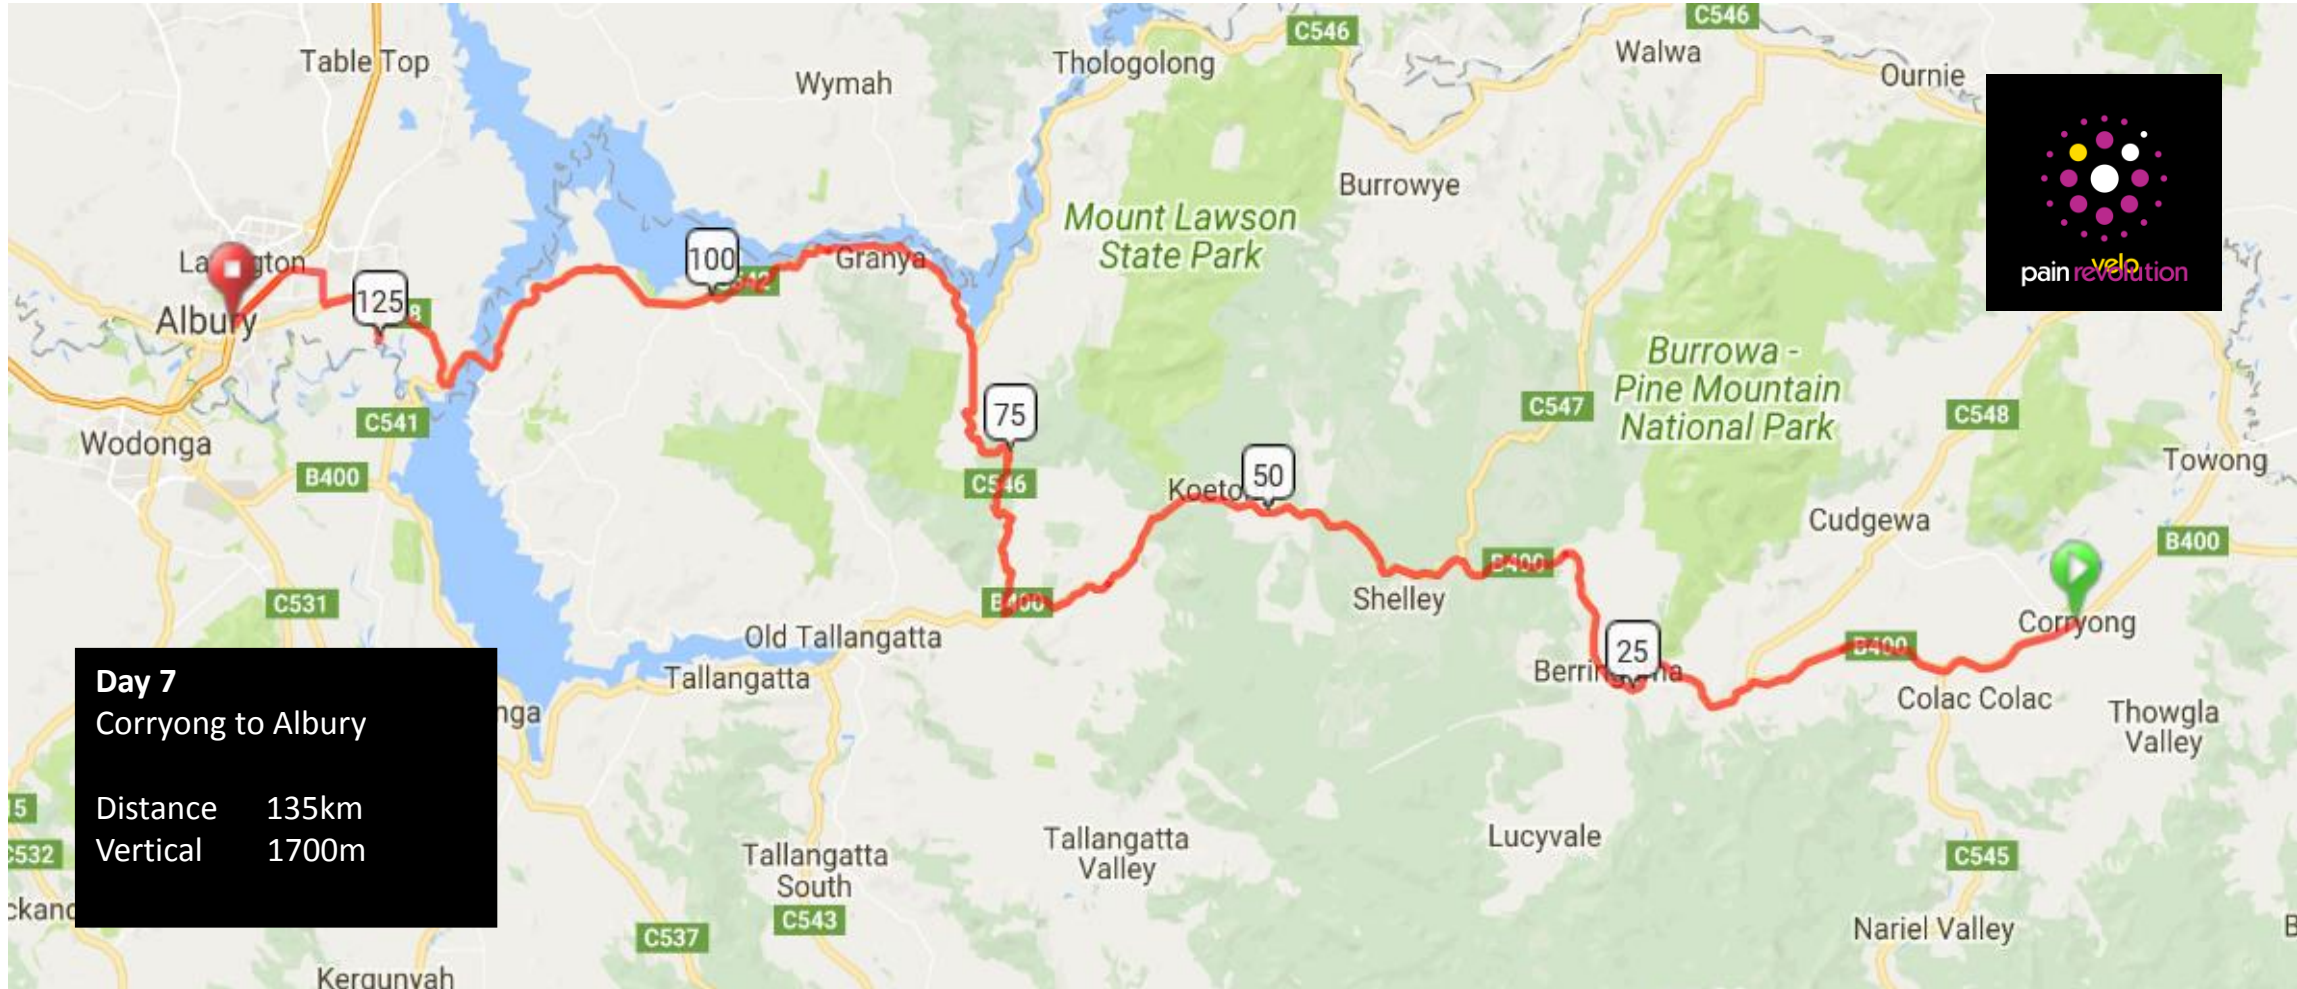 C546
C546
Table Top
Wymah
Thologolong
Walwa
Ournie
Burrowye
Mount Lawson
State Park
pain revolution
velo
Granya
100
Albury
125
Burrowa -
Pine Mountain
National Park
C547
C548
75
C541
Wodonga
B400
C546
50
Towong
Cudgewa
B400
B400
C531
B400
Shelley
Corryong
Old Tallangatta
Tallangatta
25
B400
Colac Colac
Thowgla
Valley
Day 7
Corryong to Albury
Distance 135km
Vertical 1700m
C532
Tallangatta
South
Tallangatta
Valley
Lucyvale
C545
C543
C537
Nariel Valley
Kergunyah